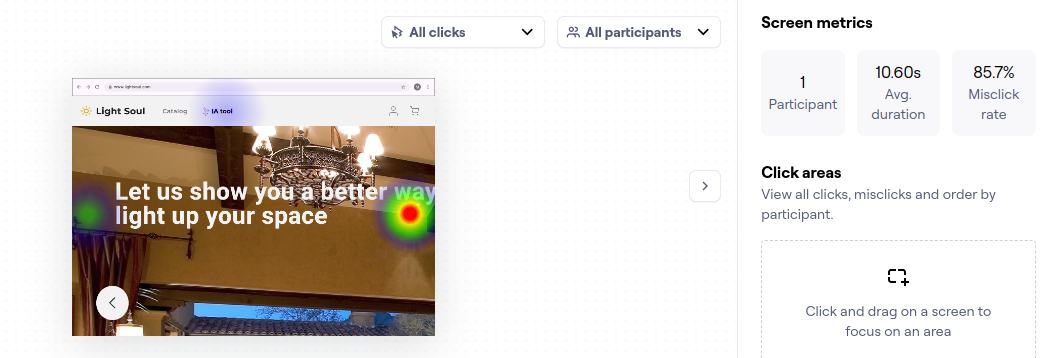 All clicks
All participants
www.lightsoul.com
Light Soul
Catalog
IA tool
Let us show you a better way
light up your space
Screen metrics
1
Participant
10.60s
Avg.
duration
85.7%
Misclick
rate
Click areas
View all clicks, misclicks and order by
participant.
Click and drag on a screen to
focus on an area